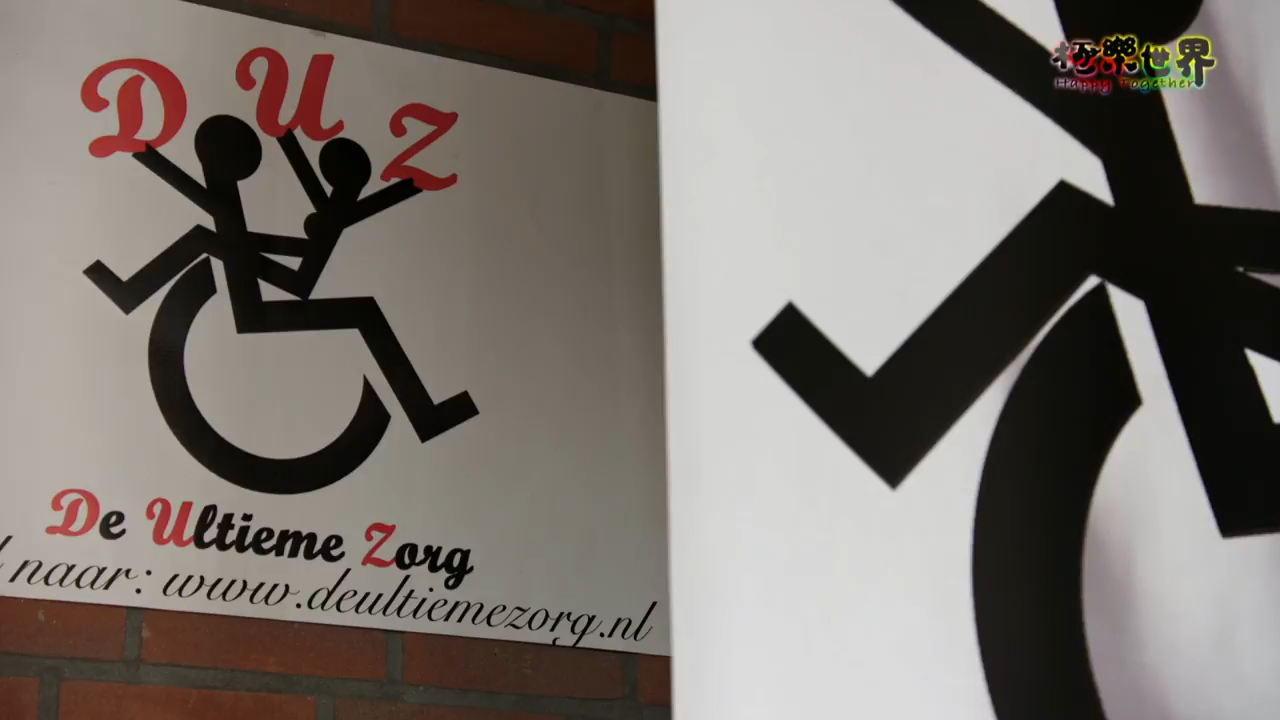 DUZ
De Ultieme Zorg
naar: www.deultiemezorg.nl
極樂世界
Happy Together